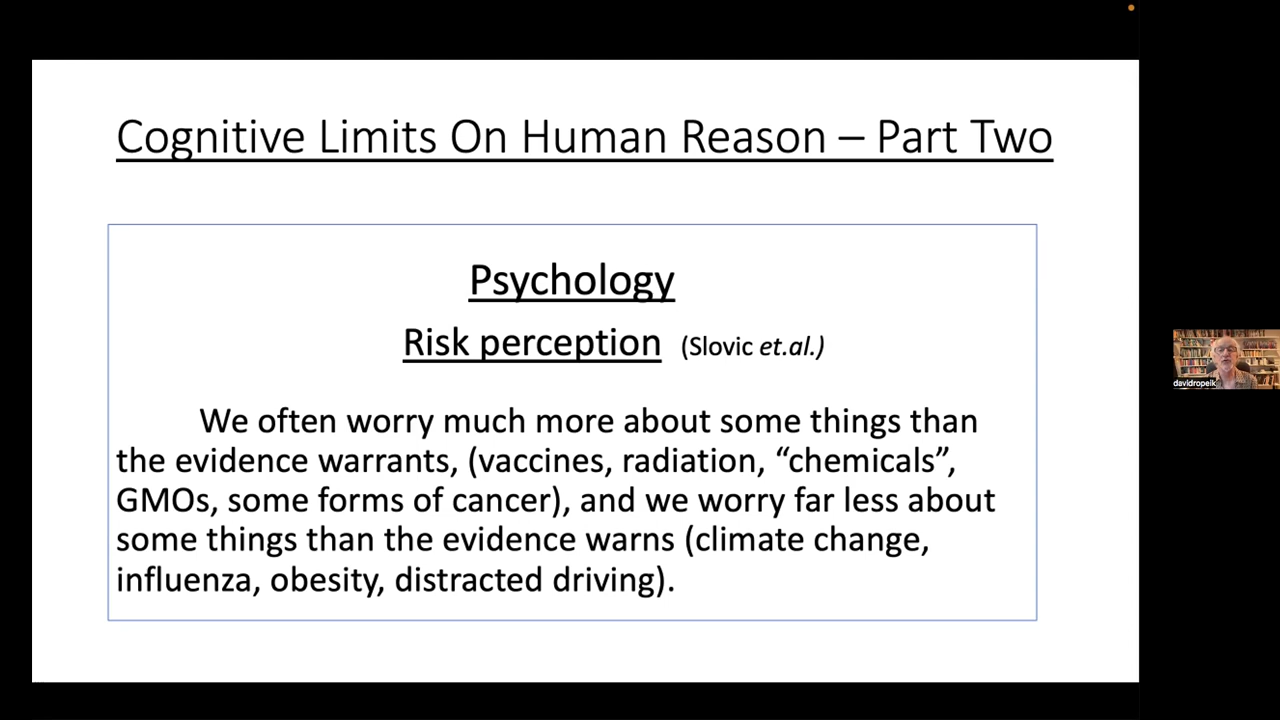 Cognitive Limits On Human Reason – Part Two
Psychology
Risk perception (Slovic et.al.)
We often worry much more about some things than
the evidence warrants, (vaccines, radiation, “chemicals”,
GMOs, some forms of cancer), and we worry far less about
some things than the evidence warns (climate change,
influenza, obesity, distracted driving).
davidropeik